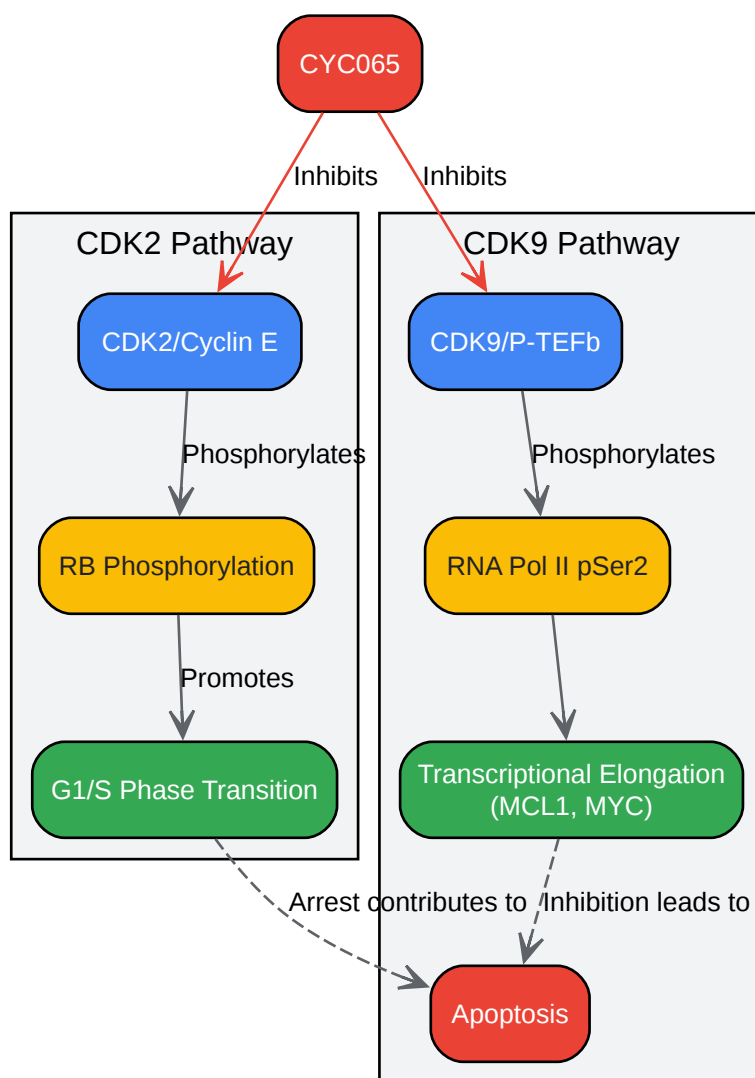 CYC065
Inhibits
Inhibits
CDK2 Pathway
CDK9 Pathway
CDK2/Cyclin E
CDK9/P-TEFb
Phosphorylates
Phosphorylates
RB Phosphorylation
RNA Pol II pSer2
Promotes
G1/S Phase Transition
Transcriptional Elongation
(MCL1, MYC)
Arrest contributes to
Inhibition leads to
Apoptosis